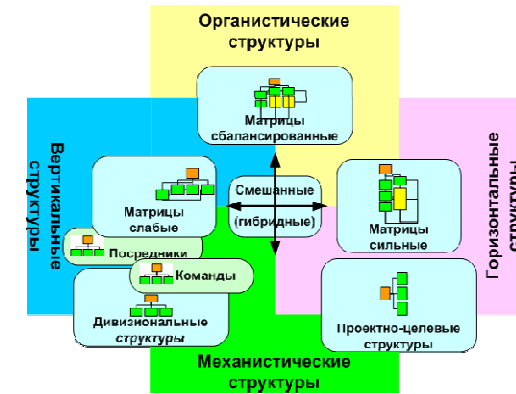 Органистические
структуры
Матрицы
сбалансированные
Вертикальные
структуры
Горизонтальные
структуры
Матрицы
слабые
Смешанные
(гибридные)
Матрицы
сильные
Посредники
Команды
Дивизиональные
структуры
Проектно-целевые
структуры
Механистические
структуры